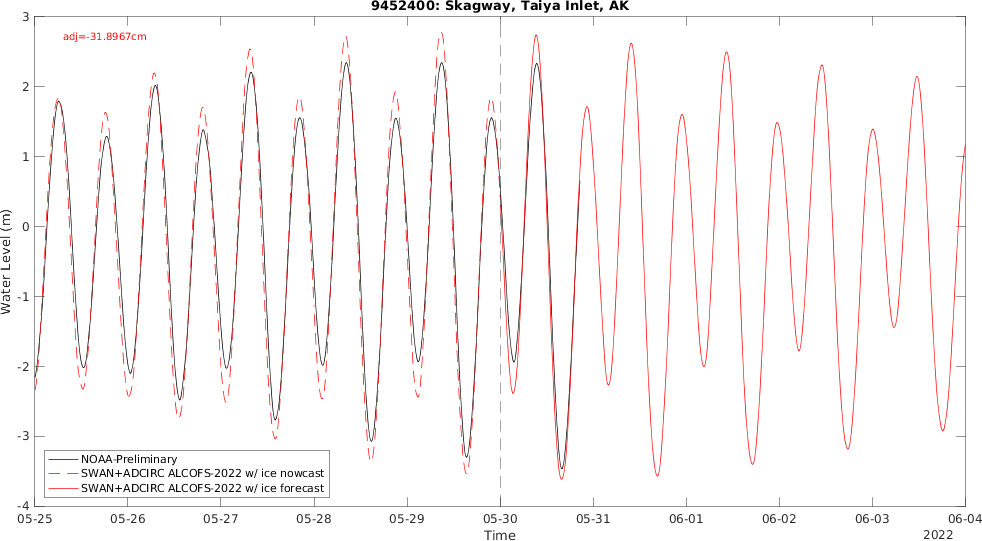 9452400: Skagway, Taiya Inlet, AK
adj=-31.8967cm
3
2
1
0
-1
-2
-3
-4
Water Level (m)
NOAA-Preliminary
SWAN+ADCIRC ALCOFS-2022 w/ ice nowcast
SWAN+ADCIRC ALCOFS-2022 w/ ice forecast
05-25 05-26 05-27 05-28 05-29 05-30 05-31 06-01 06-02 06-03 06-04
Time
2022